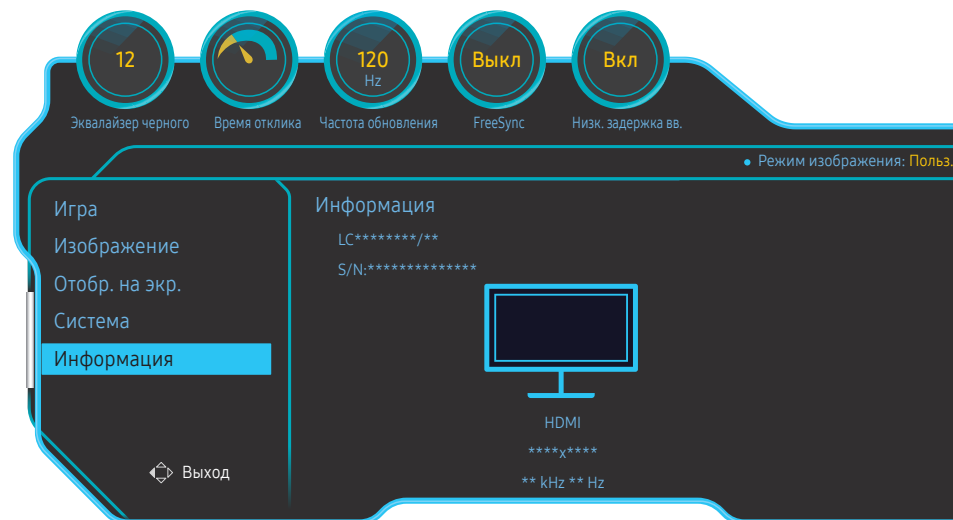 12
120
Hz
Выкл
Вкл
Эквалайзер черного
Время отклика
Частота обновления
FreeSync
Низк. задержка вв.
• Режим изображения: Польз.
Игра
Изображение
Отобр. на экр.
Система
Информация
Выход
Информация
LC********/**
S/N:**************
HDMI
****x****
** kHz ** Hz